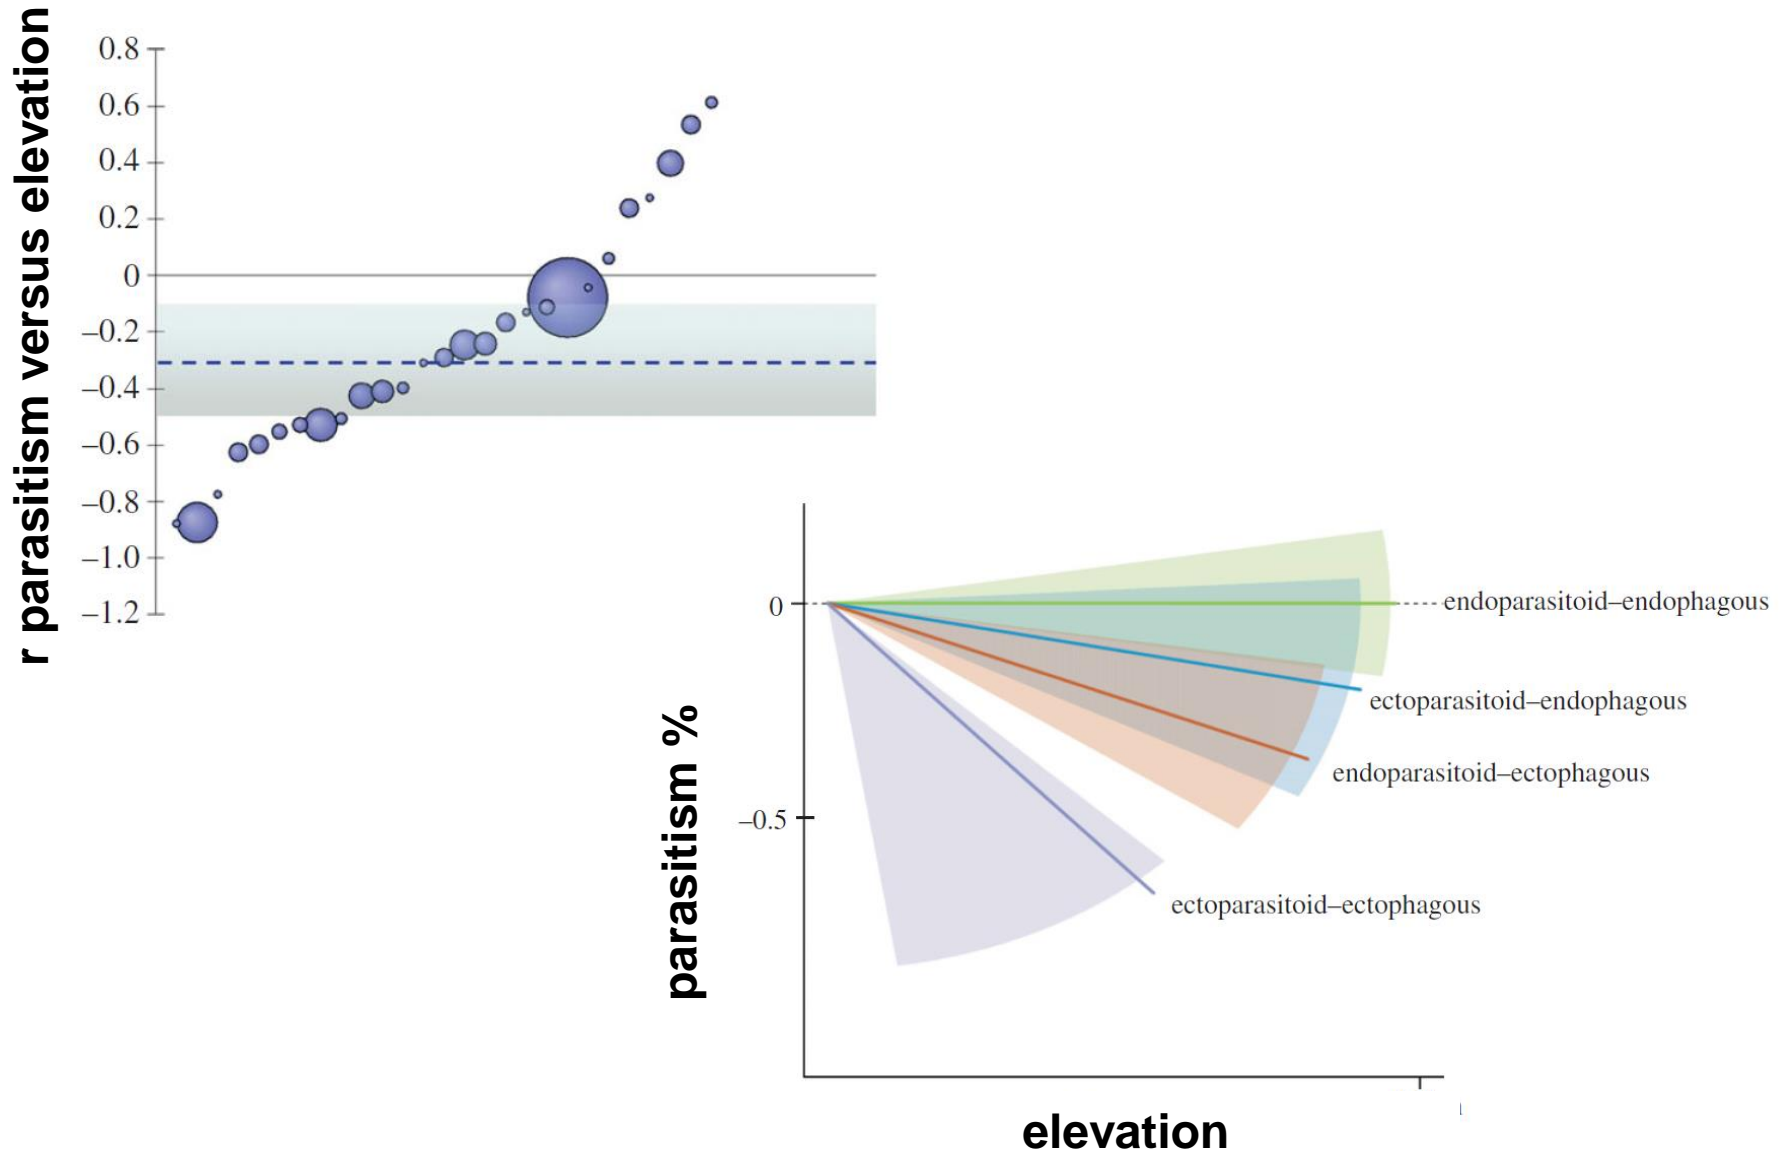 r parasitism versus elevation
0.8
0.6
0.4
0.2
0
–0.2
–0.4
–0.6
–0.8
–1.0
–1.2
parasitism %
0
–0.5
endoparasitoid–endophagous
ectoparasitoid–endophagous
endoparasitoid–ectophagous
ectoparasitoid–ectophagous
elevation